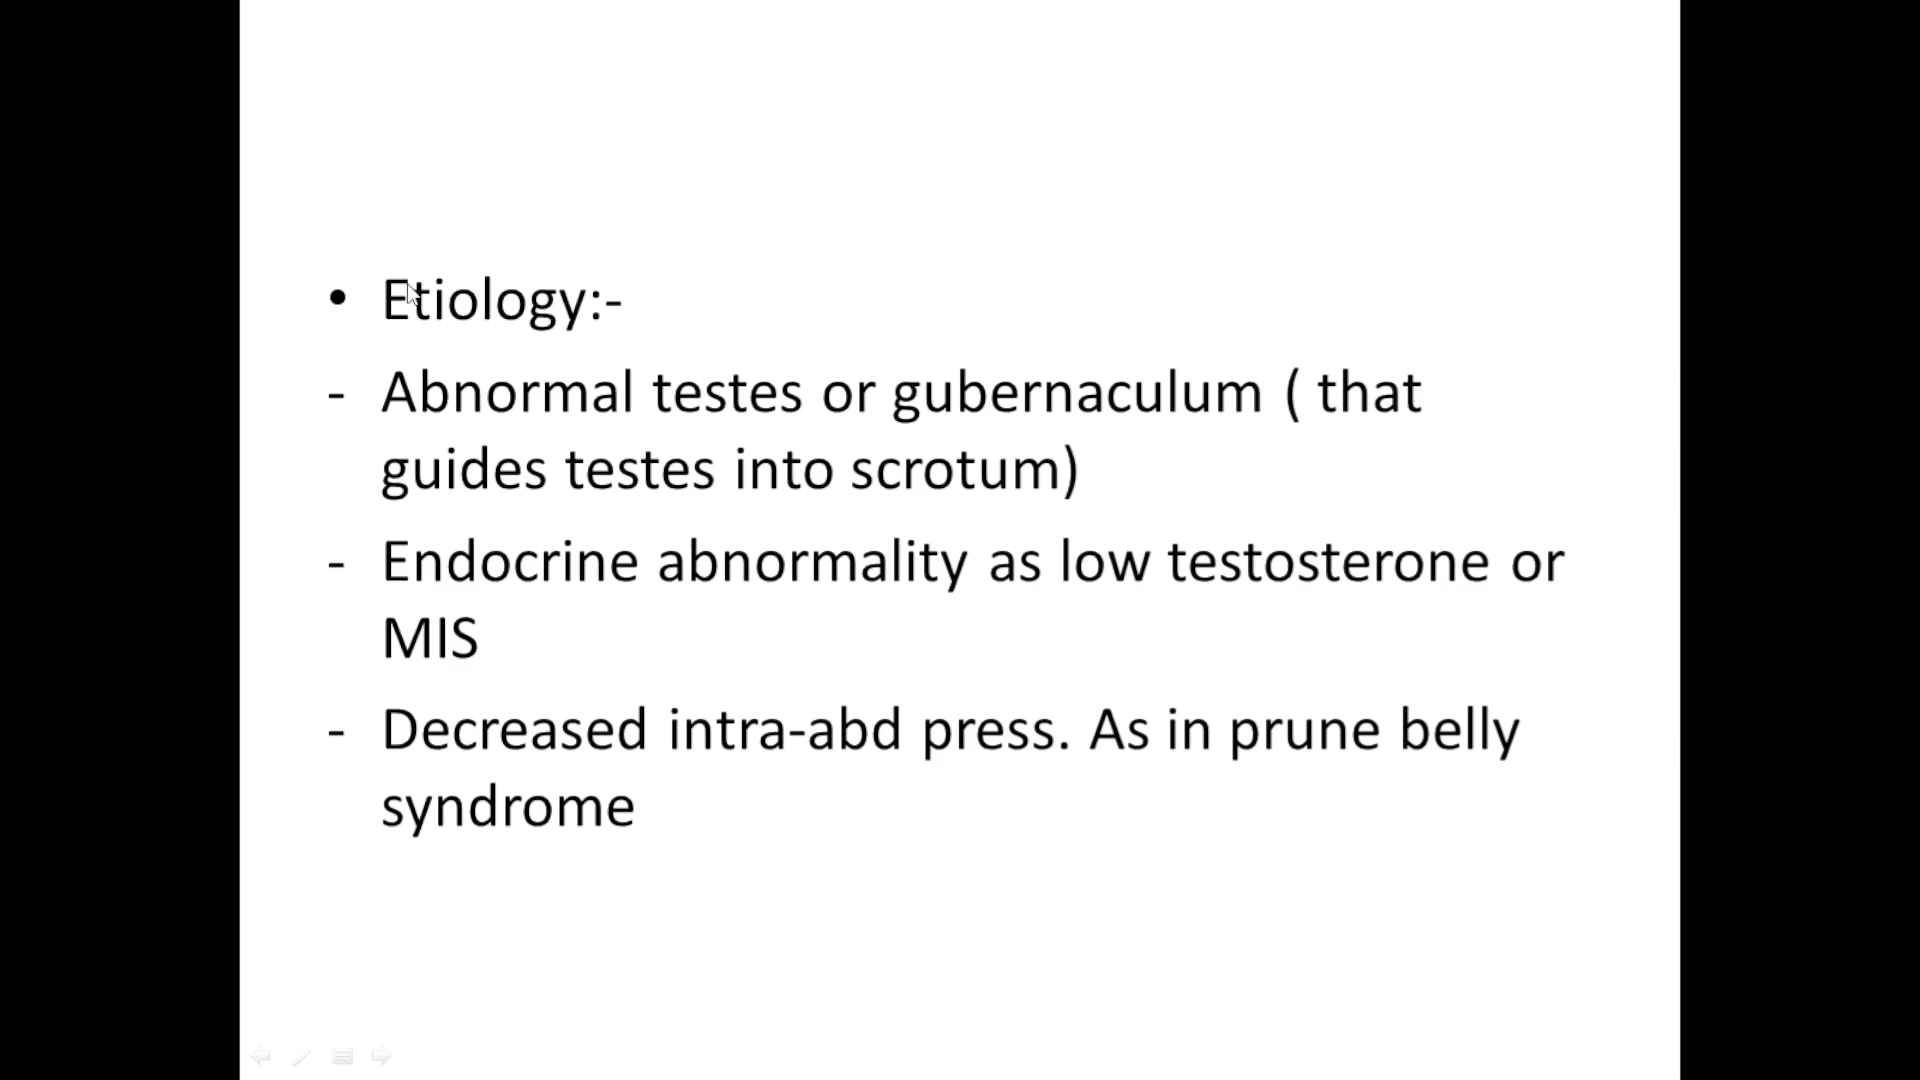 • Etiology:-
- Abnormal testes or gubernaculum ( that
guides testes into scrotum)
- Endocrine abnormality as low testosterone or
MIS
- Decreased intra-abd press. As in prune belly
syndrome